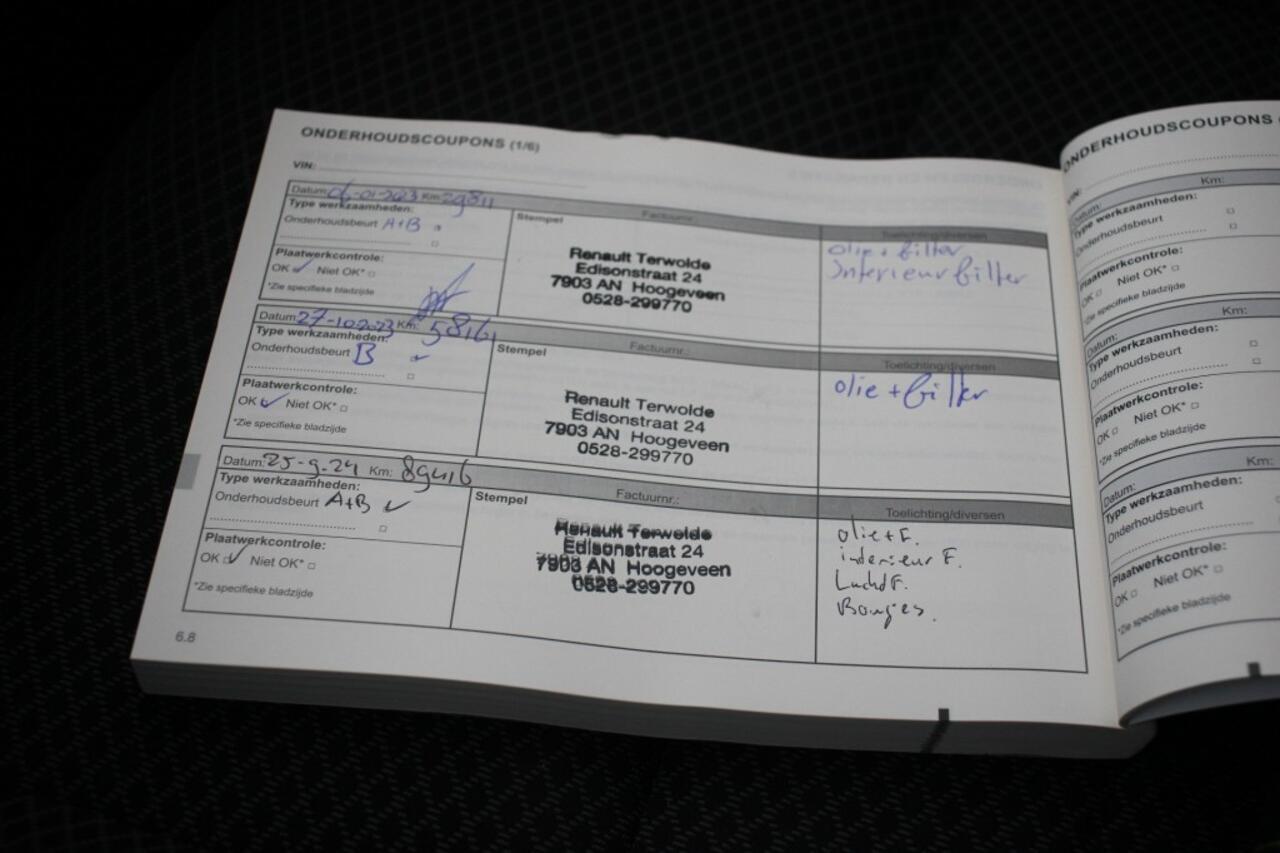 ONDERHOUDSCOUPONS (1/6)
VIN:
Datum: 06-01-2023 Km: 29811 Factuurnr.:
Type werkzaamheden: Stempel Toelichting/diversen
Onderhoudsbeurt A+B
Plaatwerkcontrole:
OK ✓ Niet OK* □
*Zie specifieke bladzijde
Renault Terwolde
Edisonstraat 24
7903 AN Hoogeveen
0528-299770
olie + filter
Interieurfilter
Datum: 27-10-2023 Km: 58161 Factuurnr.:
Type werkzaamheden: Stempel Toelichting/diversen
Onderhoudsbeurt B ✓
Plaatwerkcontrole:
OK ✓ Niet OK* □
*Zie specifieke bladzijde
Renault Terwolde
Edisonstraat 24
7903 AN Hoogeveen
0528-299770
olie + filter
Datum: 25-9-24 Km: 89416 Factuurnr.:
Type werkzaamheden: Stempel Toelichting/diversen
Onderhoudsbeurt A+B ✓
Plaatwerkcontrole:
OK ✓ Niet OK* □
*Zie specifieke bladzijde
Renault Terwolde
Edisonstraat 24
7903 AN Hoogeveen
0528-299770
olie + F.
interieur F.
Lucht F.
Bougies.
6.8
ONDERHOUDSCOUPONS (
VIN:
Datum: Km:
Type werkzaamheden:
Onderhoudsbeurt □
Plaatwerkcontrole:
OK □ Niet OK* □
*Zie specifieke bladzijde
Datum: Km:
Type werkzaamheden:
Onderhoudsbeurt □
Plaatwerkcontrole:
OK □ Niet OK* □
*Zie specifieke bladzijde
Datum: Km:
Type werkzaamheden:
Onderhoudsbeurt
Plaatwerkcontrole:
OK □ Niet OK* □
*Zie specifieke bladzijde